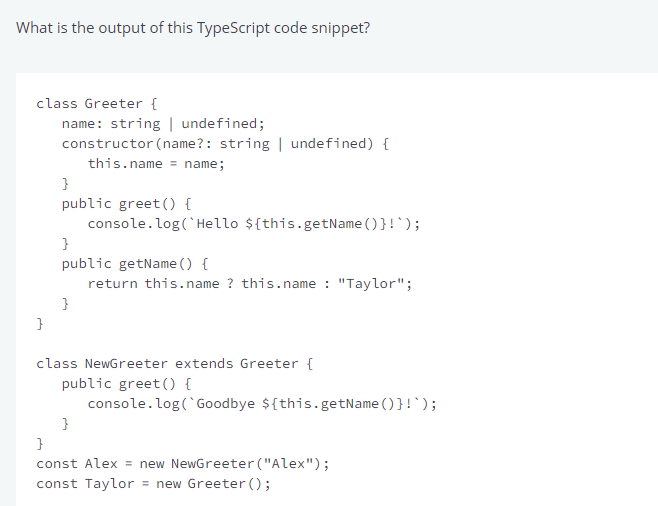 What is the output of this TypeScript code snippet?
class Greeter {
name: string | undefined;
constructor(name?: string | undefined) {
this.name = name;
}
public greet() {
console.log(`Hello ${this.getName()}!`);
}
public getName() {
return this.name ? this.name : "Taylor";
}
}
class NewGreeter extends Greeter {
public greet() {
console.log(`Goodbye ${this.getName()}!`);
}
}
const Alex = new NewGreeter("Alex");
const Taylor = new Greeter();